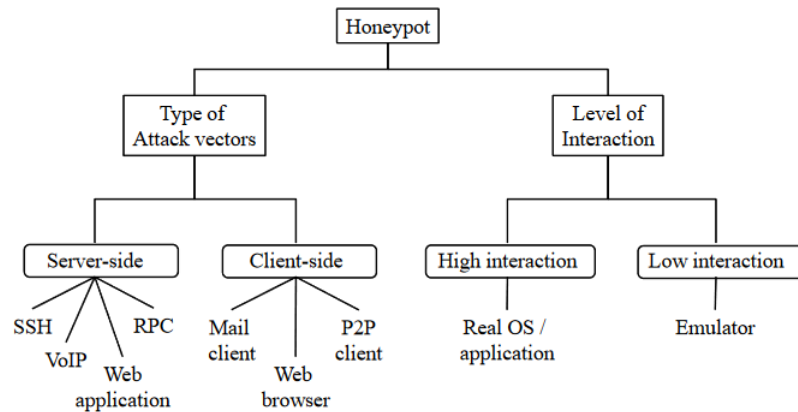 Honeypot
Type of
Attack vectors
Level of
Interaction
Server-side
Client-side
High interaction
Low interaction
SSH
VoIP
Web
application
RPC
Mail
client
Web
browser
P2P
client
Real OS /
application
Emulator